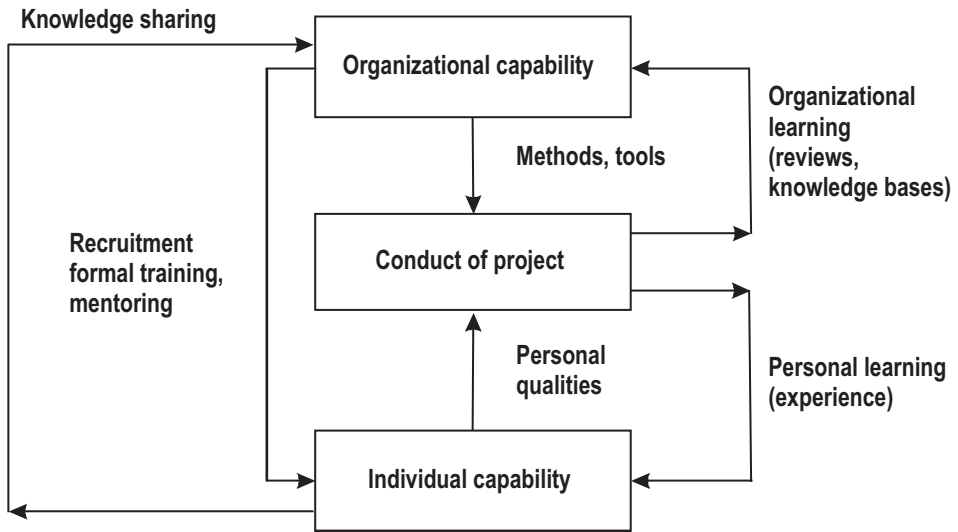 Knowledge sharing
Organizational capability
Organizational
learning
(reviews,
knowledge bases)
Methods, tools
Recruitment
formal training,
mentoring
Conduct of project
Personal
qualities
Personal learning
(experience)
Individual capability